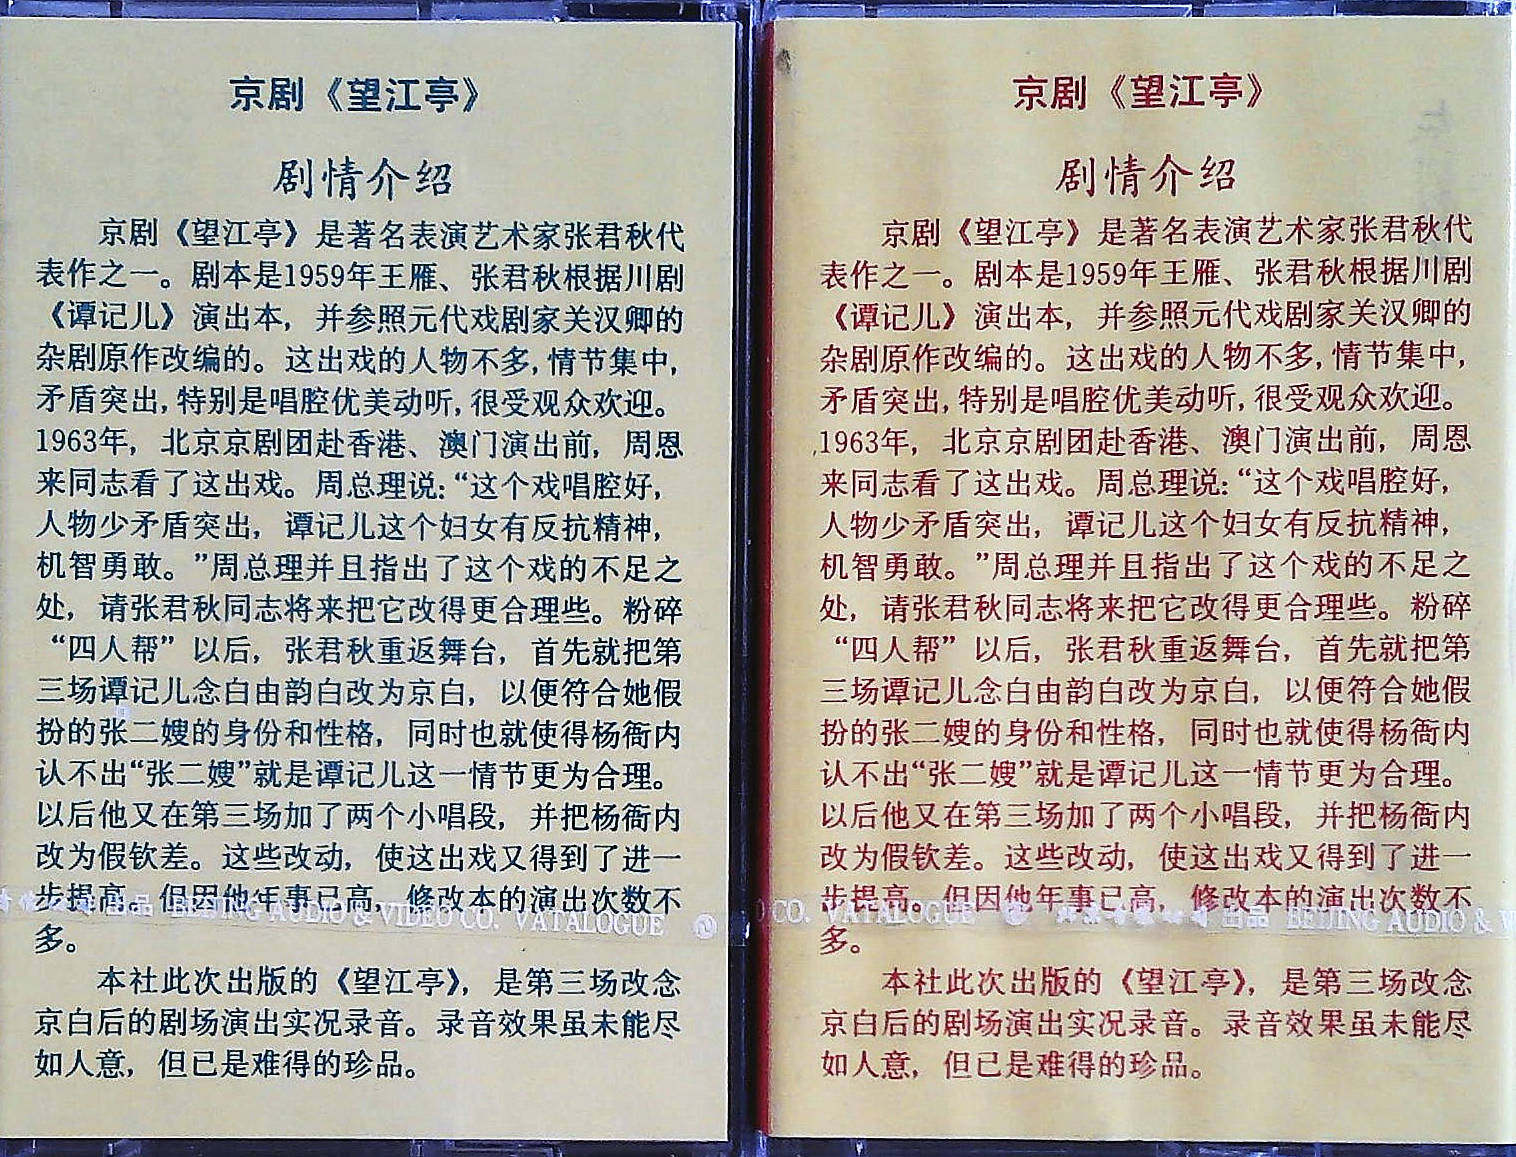 京剧《望江亭》
剧情介绍
京剧《望江亭》是著名表演艺术家张君秋代
表作之一。剧本是1959年王雁、张君秋根据川剧
《谭记儿》演出本，并参照元代戏剧家关汉卿的
杂剧原作改编的。这出戏的人物不多，情节集中，
矛盾突出，特别是唱腔优美动听，很受观众欢迎。
1963年，北京京剧团赴香港、澳门演出前，周恩
来同志看了这出戏。周总理说：“这个戏唱腔好，
人物少矛盾突出，谭记儿这个妇女有反抗精神，
机智勇敢。”周总理并且指出了这个戏的不足之
处，请张君秋同志将来把它改得更合理些。粉碎
“四人帮”以后，张君秋重返舞台，首先就把第
三场谭记儿念白由韵白改为京白，以便符合她假
扮的张二嫂的身份和性格，同时也就使得杨衙内
认不出“张二嫂”就是谭记儿这一情节更为合理。
以后他又在第三场加了两个小唱段，并把杨衙内
改为假钦差。这些改动，使这出戏又得到了进一
步提高。但因他年事已高，修改本的演出次数不
出品 BEIJING AUDIO & VIDEO CO. VATALOGUE
多。
本社此次出版的《望江亭》，是第三场改念
京白后的剧场演出实况录音。录音效果虽未能尽
如人意，但已是难得的珍品。
京剧《望江亭》
剧情介绍
京剧《望江亭》是著名表演艺术家张君秋代
表作之一。剧本是1959年王雁、张君秋根据川剧
《谭记儿》演出本，并参照元代戏剧家关汉卿的
杂剧原作改编的。这出戏的人物不多，情节集中，
矛盾突出，特别是唱腔优美动听，很受观众欢迎。
1963年，北京京剧团赴香港、澳门演出前，周恩
来同志看了这出戏。周总理说：“这个戏唱腔好，
人物少矛盾突出，谭记儿这个妇女有反抗精神，
机智勇敢。”周总理并且指出了这个戏的不足之
处，请张君秋同志将来把它改得更合理些。粉碎
“四人帮”以后，张君秋重返舞台，首先就把第
三场谭记儿念白由韵白改为京白，以便符合她假
扮的张二嫂的身份和性格，同时也就使得杨衙内
认不出“张二嫂”就是谭记儿这一情节更为合理。
以后他又在第三场加了两个小唱段，并把杨衙内
改为假钦差。这些改动，使这出戏又得到了进一
步提高。但因他年事已高，修改本的演出次数不
O CO. VATALOGUE 出品 BEIJING AUDIO & V
多。
本社此次出版的《望江亭》，是第三场改念
京白后的剧场演出实况录音。录音效果虽未能尽
如人意，但已是难得的珍品。